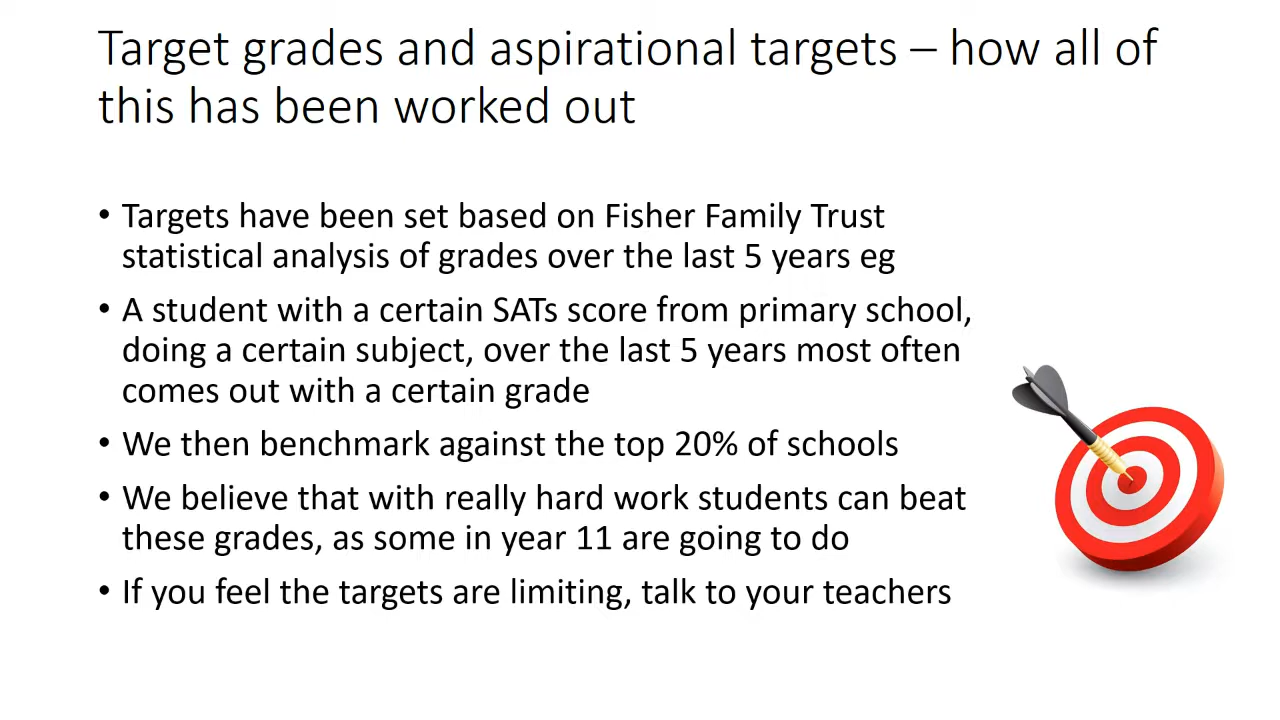 Target grades and aspirational targets – how all of
this has been worked out
• Targets have been set based on Fisher Family Trust
statistical analysis of grades over the last 5 years eg
• A student with a certain SATs score from primary school,
doing a certain subject, over the last 5 years most often
comes out with a certain grade
• We then benchmark against the top 20% of schools
• We believe that with really hard work students can beat
these grades, as some in year 11 are going to do
• If you feel the targets are limiting, talk to your teachers